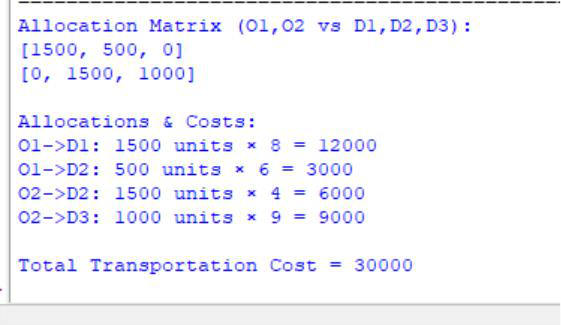 Allocation Matrix (O1,O2 vs D1,D2,D3):
[1500, 500, 0]
[0, 1500, 1000]
Allocations & Costs:
O1->D1: 1500 units × 8 = 12000
O1->D2: 500 units × 6 = 3000
O2->D2: 1500 units × 4 = 6000
O2->D3: 1000 units × 9 = 9000
Total Transportation Cost = 30000